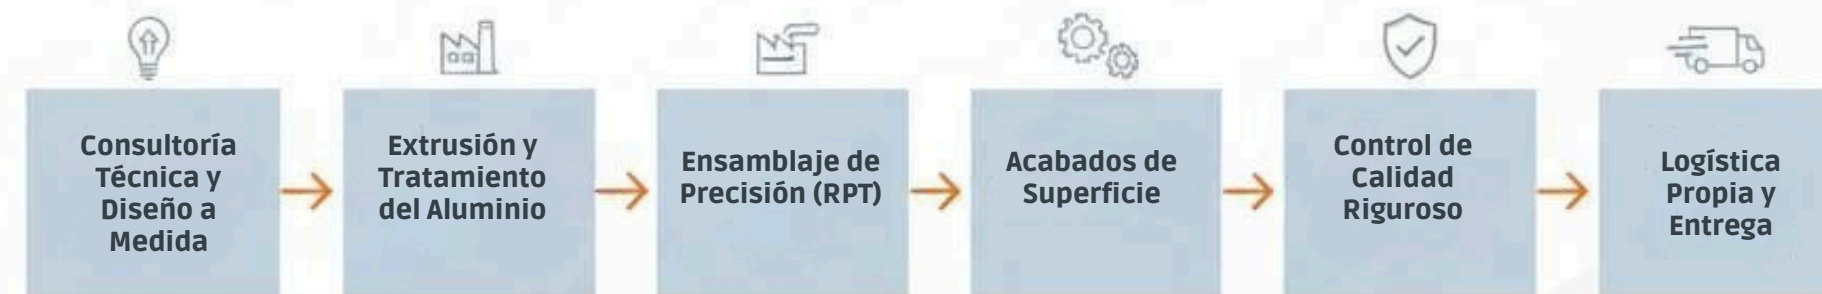 Consultoría
Técnica y
Diseño a
Medida
Extrusión y
Tratamiento
del Aluminio
Ensamblaje de
Precisión (RPT)
Acabados de
Superficie
Control de
Calidad
Riguroso
Logística
Propia y
Entrega